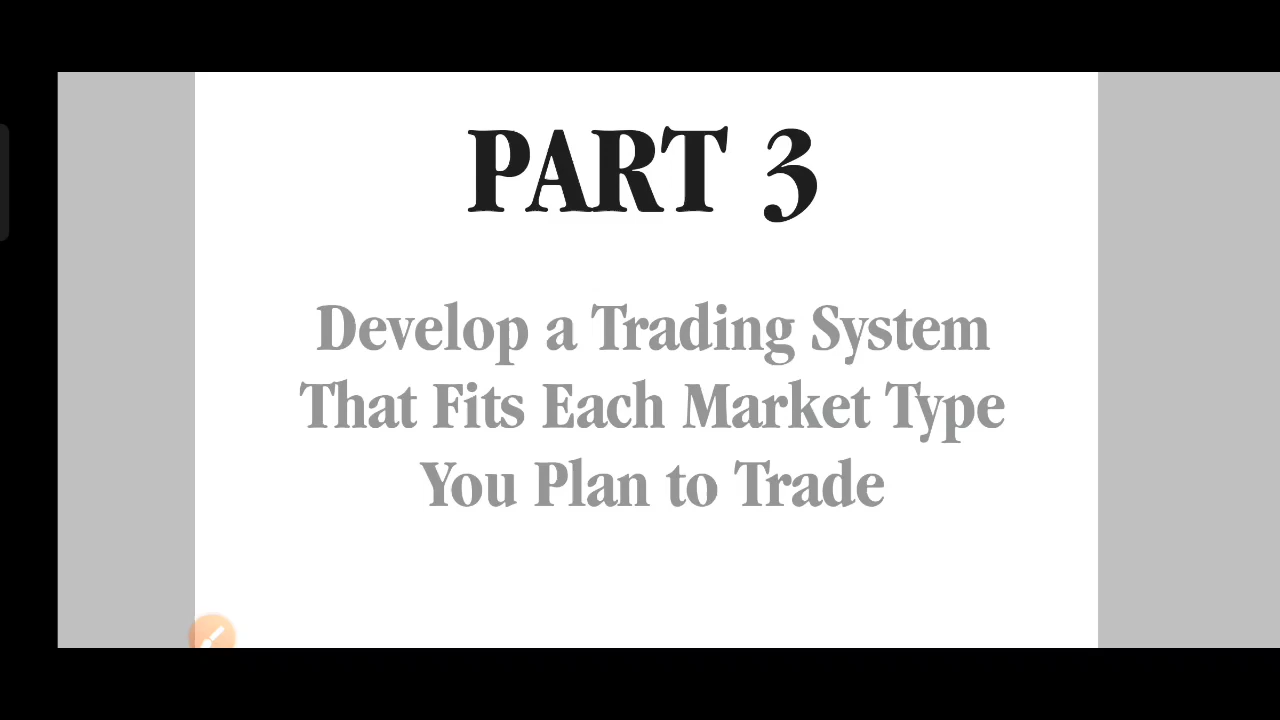 PART 3
Develop a Trading System
That Fits Each Market Type
You Plan to Trade